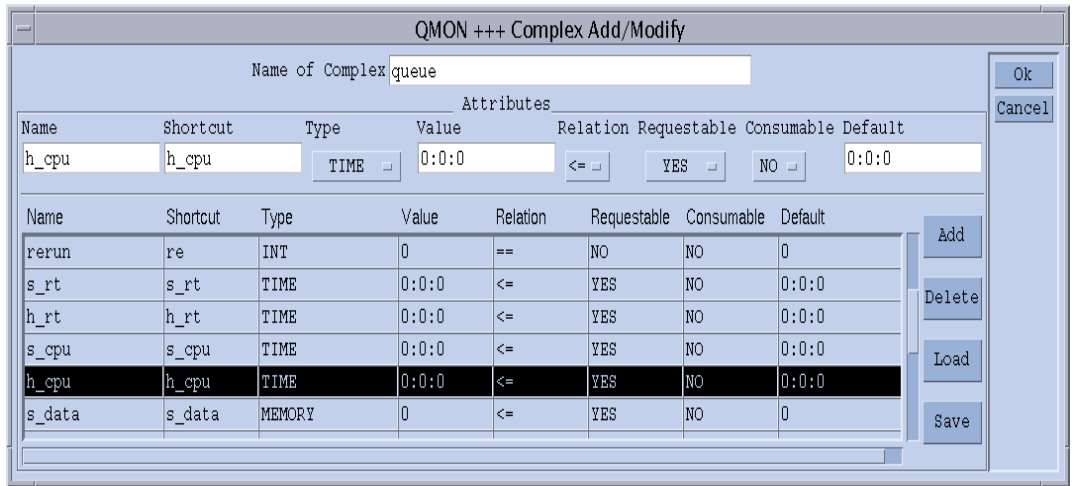 QMON +++ Complex Add/Modify
Name of Complex queue
Ok
Attributes
Cancel
Name Shortcut Type Value Relation Requestable Consumable Default
h_cpu h_cpu TIME 0:0:0 <= YES NO 0:0:0
Name Shortcut Type Value Relation Requestable Consumable Default
Add
rerun re INT 0 == NO NO 0
s_rt s_rt TIME 0:0:0 <= YES NO 0:0:0
Delete
h_rt h_rt TIME 0:0:0 <= YES NO 0:0:0
s_cpu s_cpu TIME 0:0:0 <= YES NO 0:0:0
Load
h_cpu h_cpu TIME 0:0:0 <= YES NO 0:0:0
s_data s_data MEMORY 0 <= YES NO 0
Save